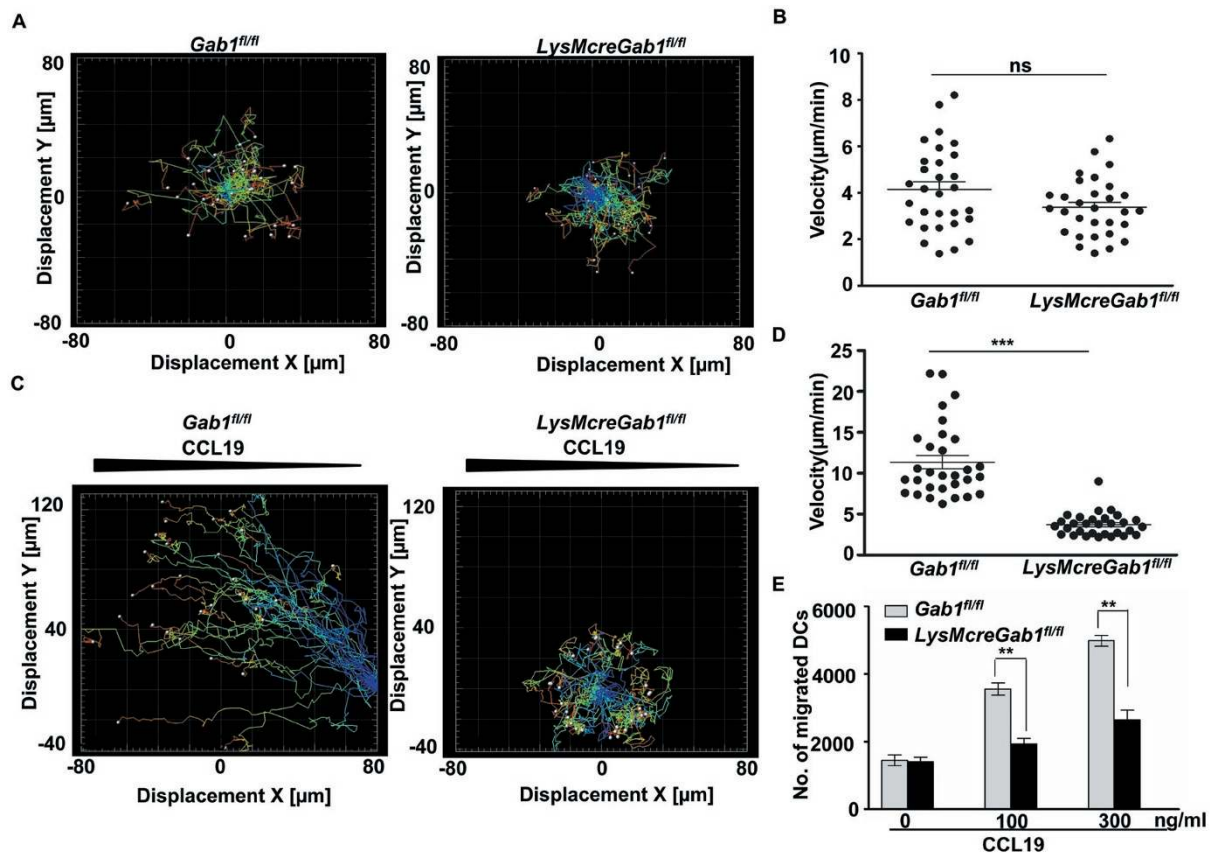 A
Gab1fl/fl
80
0
-80
Displacement Y [µm]
-80
0
80
Displacement X [µm]
LysMcreGab1fl/fl
80
0
-80
Displacement Y [µm]
0
80
Displacement X [µm]
B
10
8
6
4
2
0
Velocity(µm/min)
ns
Gab1fl/fl
LysMcreGab1fl/fl
C
Gab1fl/fl
CCL19
120
40
-40
Displacement Y [µm]
-80
0
80
Displacement X [µm]
LysMcreGab1fl/fl
CCL19
120
40
-40
Displacement Y [µm]
0
80
Displacement X [µm]
D
25
20
15
10
5
0
Velocity(µm/min)
***
Gab1fl/fl
LysMcreGab1fl/fl
E
6000
4000
2000
0
No. of migrated DCs
Gab1fl/fl
LysMcreGab1fl/fl
**
**
0 100 300 ng/ml
CCL19